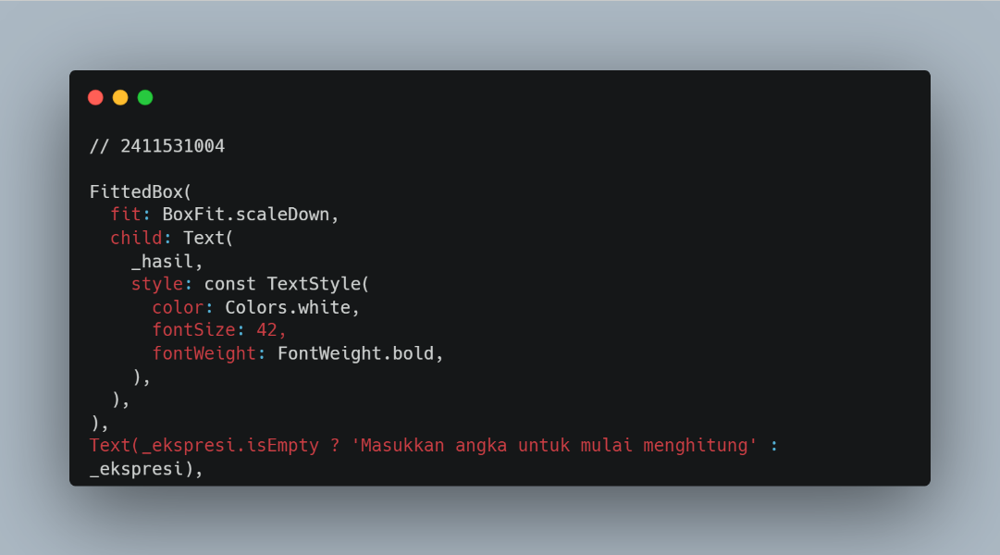 // 2411531004

FittedBox(
  fit: BoxFit.scaleDown,
  child: Text(
    _hasil,
    style: const TextStyle(
      color: Colors.white,
      fontSize: 42,
      fontWeight: FontWeight.bold,
    ),
  ),
),
Text(_ekspresi.isEmpty ? 'Masukkan angka untuk mulai menghitung' :
_ekspresi),